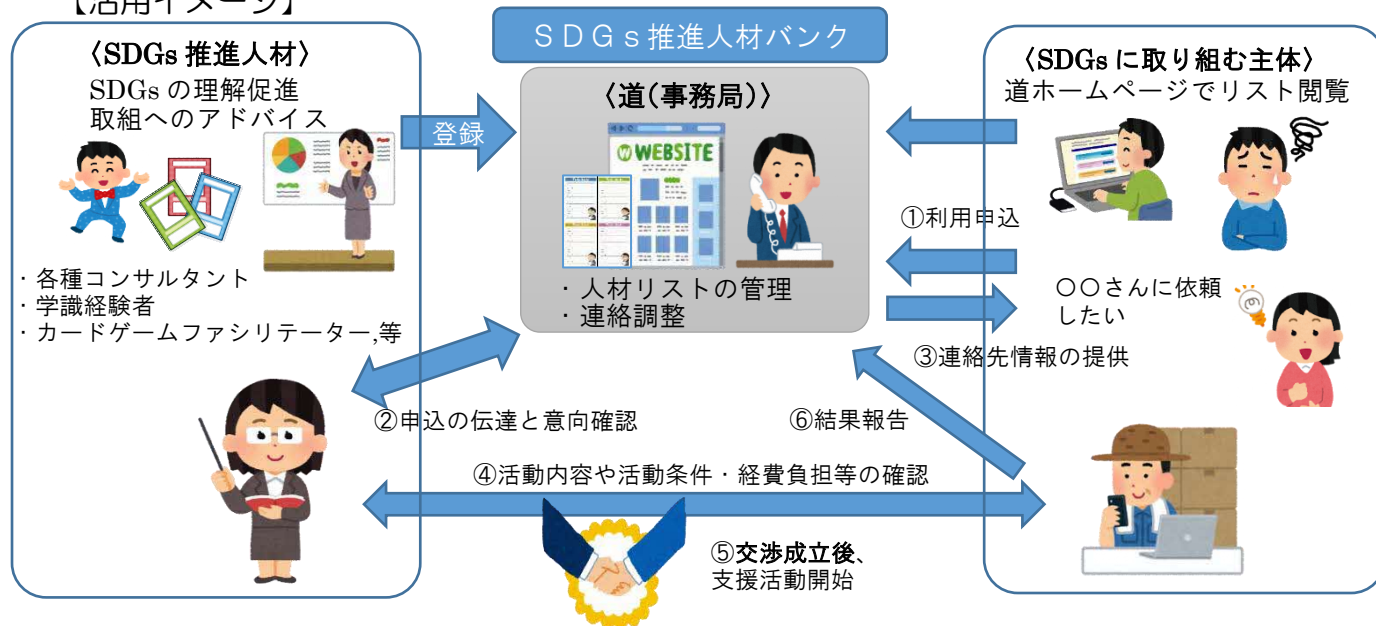 【活用イメージ】
SDGs推進人材バンク
〈SDGs 推進人材〉
SDGs の理解促進
取組へのアドバイス
・各種コンサルタント
・学識経験者
・カードゲームファシリテーター,等
登録
〈道(事務局)〉
WEBSITE
・人材リストの管理
・連絡調整
〈SDGs に取り組む主体〉
道ホームページでリスト閲覧
①利用申込
〇〇さんに依頼
したい
③連絡先情報の提供
②申込の伝達と意向確認
⑥結果報告
④活動内容や活動条件・経費負担等の確認
⑤交渉成立後、
支援活動開始